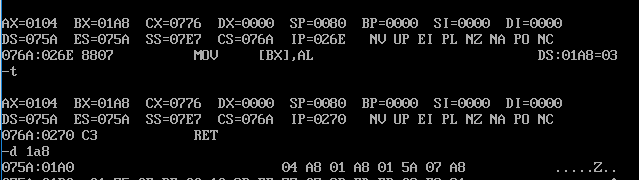 AX=0104 BX=01A8 CX=0776 DX=0000 SP=0080 BP=0000 SI=0000 DI=0000
DS=075A ES=075A SS=07E7 CS=076A IP=026E NV UP EI PL NZ NA PO NC
076A:026E 8807 MOV [BX],AL DS:01A8=03
-t
AX=0104 BX=01A8 CX=0776 DX=0000 SP=0080 BP=0000 SI=0000 DI=0000
DS=075A ES=075A SS=07E7 CS=076A IP=0270 NV UP EI PL NZ NA PO NC
076A:0270 C3 RET
-d 1a8
075A:01A0 04 A8 01 A8 01 5A 07 A8 .....Z..